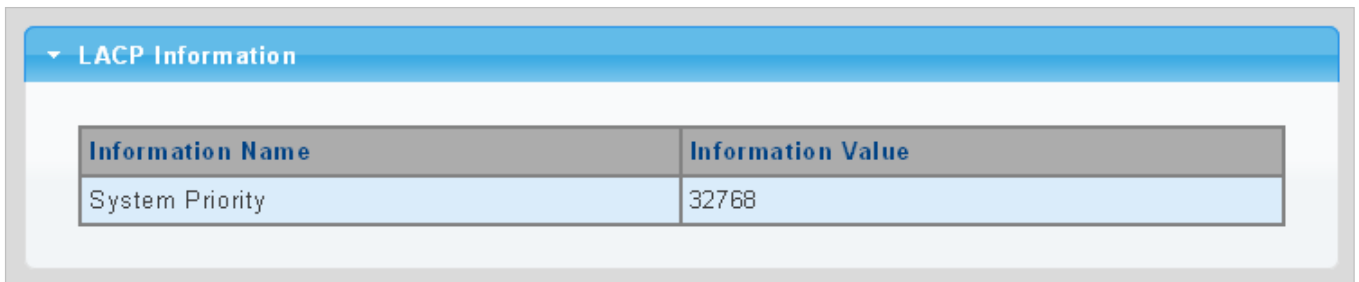 LACP Information
Information Name Information Value
System Priority 32768